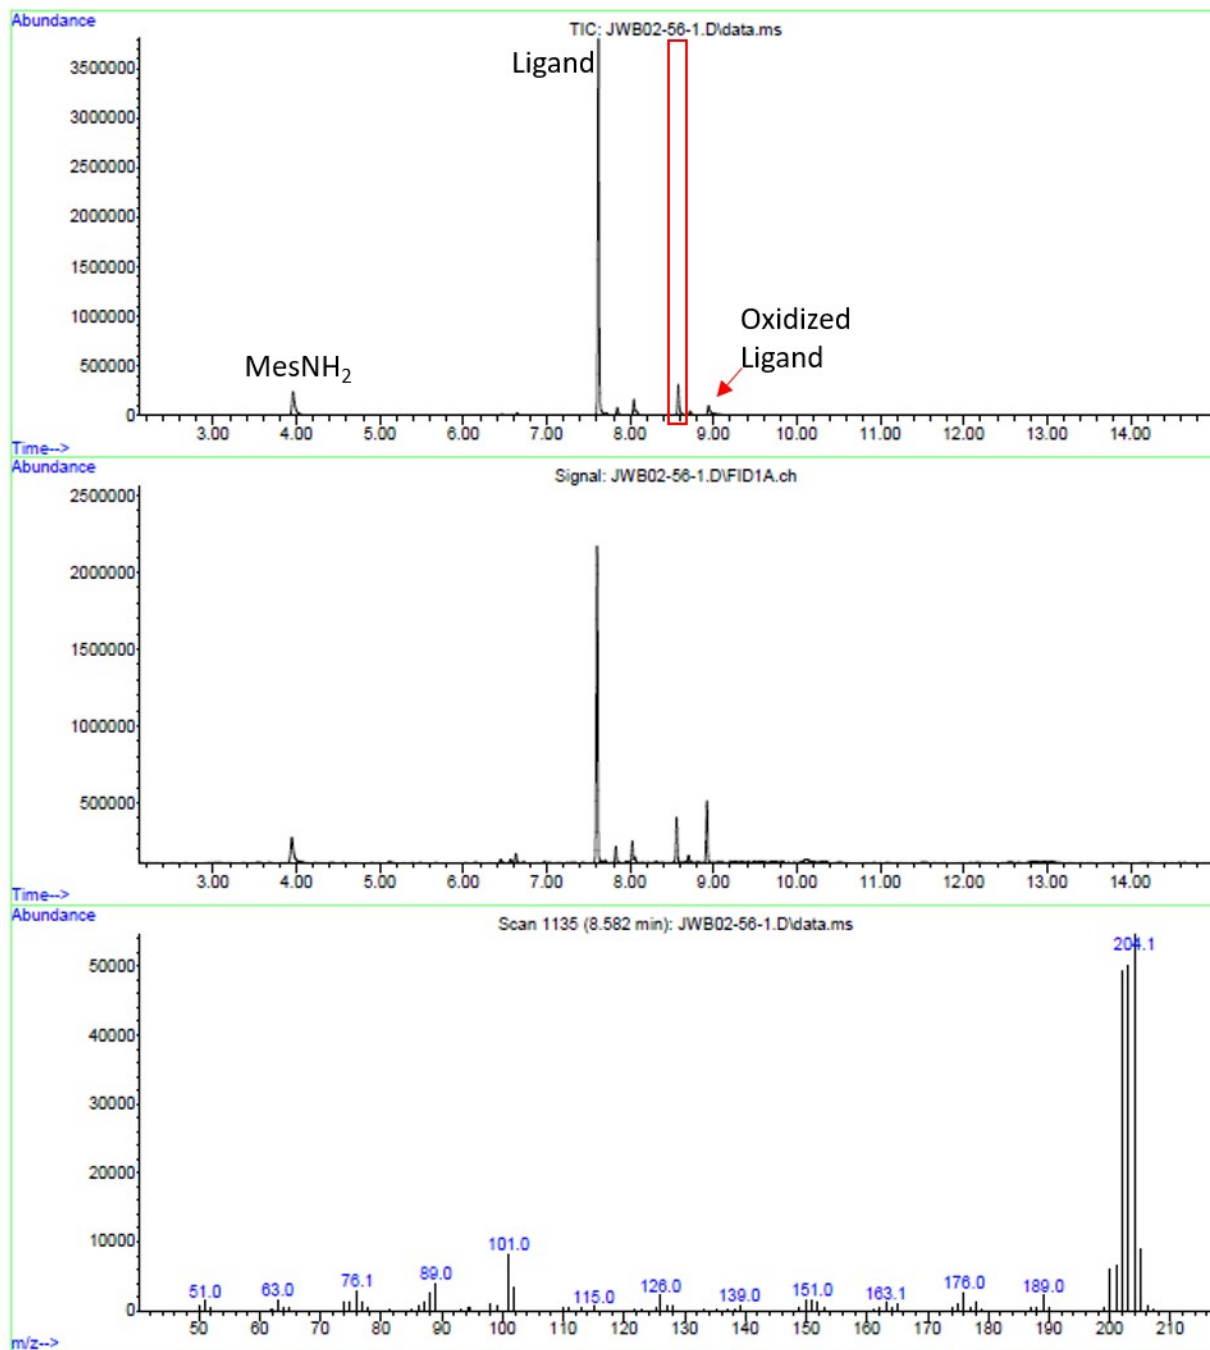 Abundance
TIC: JWB02-56-1.D\data.ms
3500000
3000000
2500000
2000000
1500000
1000000
500000
0
Ligand
MesNH2
Oxidized
Ligand
3.00 4.00 5.00 6.00 7.00 8.00 9.00 10.00 11.00 12.00 13.00 14.00
Time-->
Abundance
Signal: JWB02-56-1.D\FID1A.ch
2500000
2000000
1500000
1000000
500000
3.00 4.00 5.00 6.00 7.00 8.00 9.00 10.00 11.00 12.00 13.00 14.00
Time-->
Abundance
Scan 1135 (8.582 min): JWB02-56-1.D\data.ms
204.1
50000
40000
30000
20000
10000
0
51.0 63.0 76.1 89.0 101.0 115.0 126.0 139.0 151.0 163.1 176.0 189.0
50 60 70 80 90 100 110 120 130 140 150 160 170 180 190 200 210
m/z-->